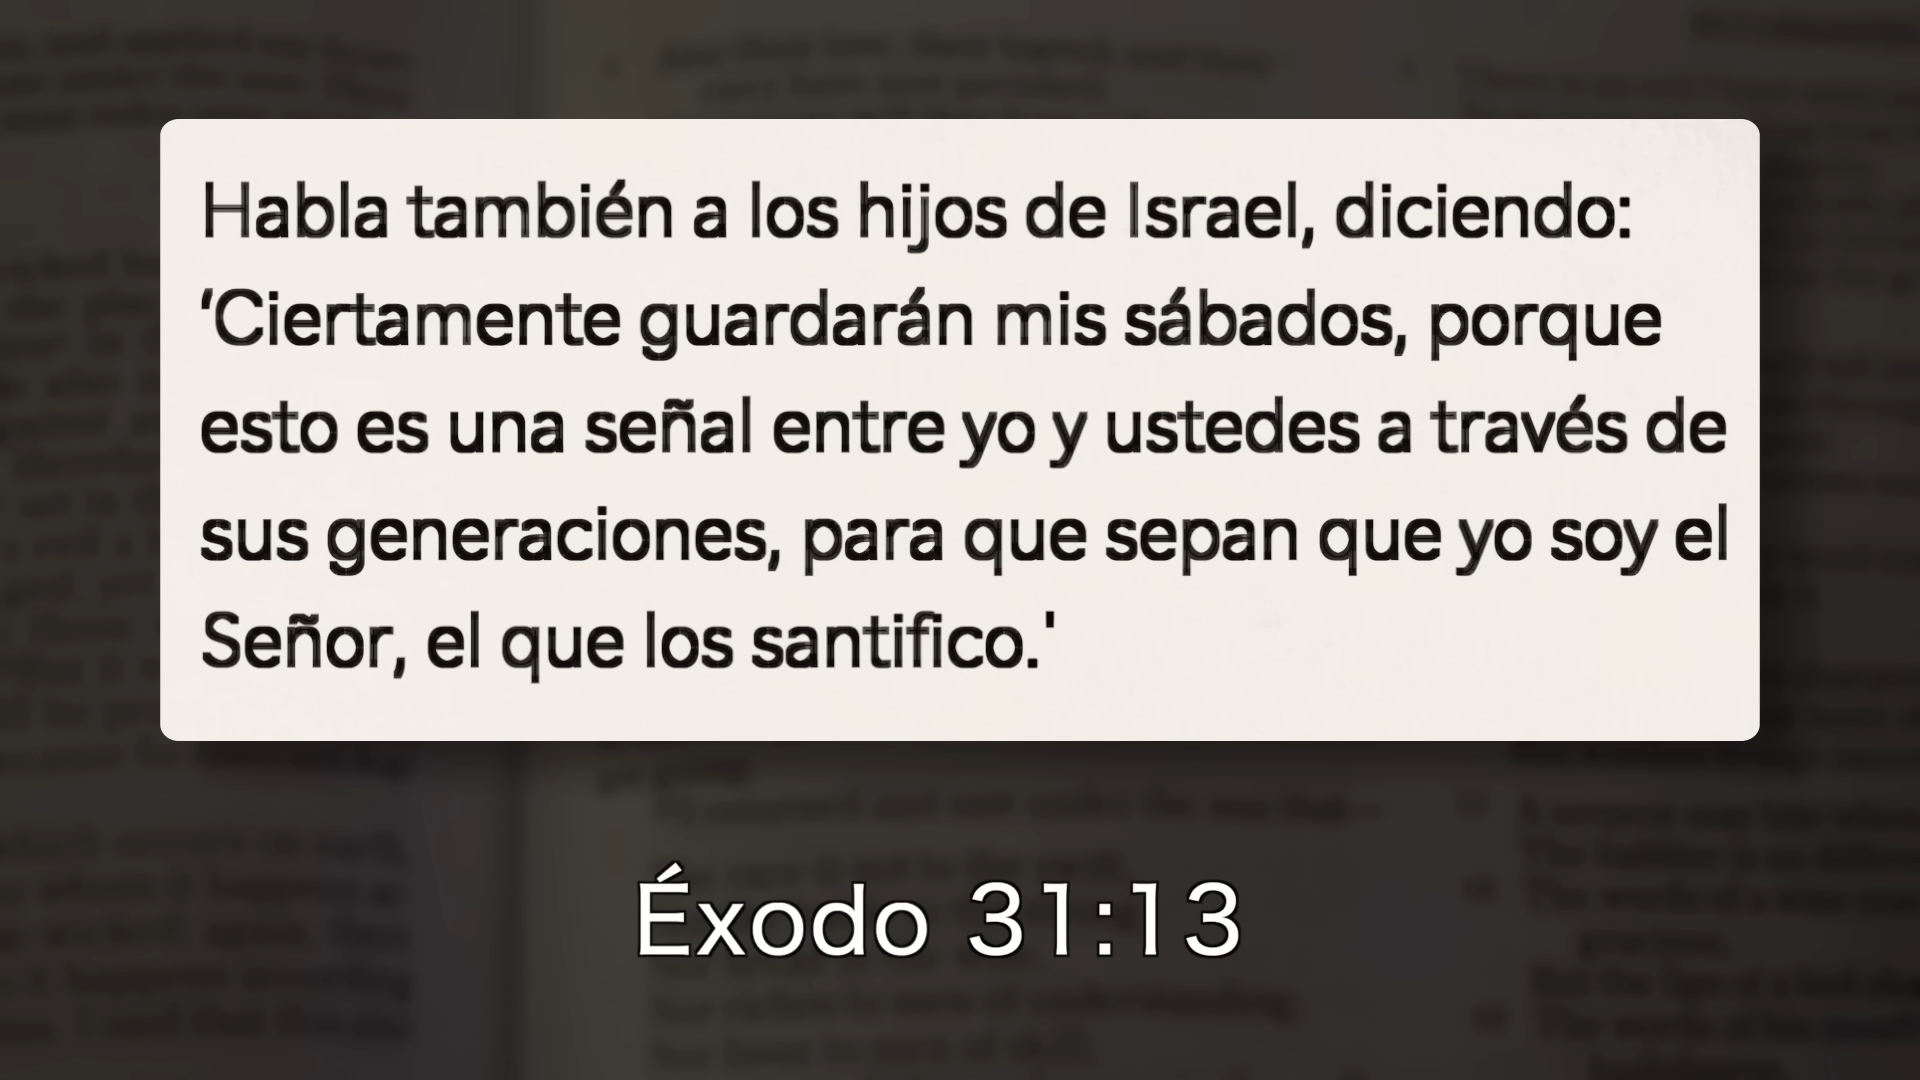 Habla también a los hijos de Israel, diciendo:
‘Ciertamente guardarán mis sábados, porque
esto es una señal entre yo y ustedes a través de
sus generaciones, para que sepan que yo soy el
Señor, el que los santifico.'
Éxodo 31:13